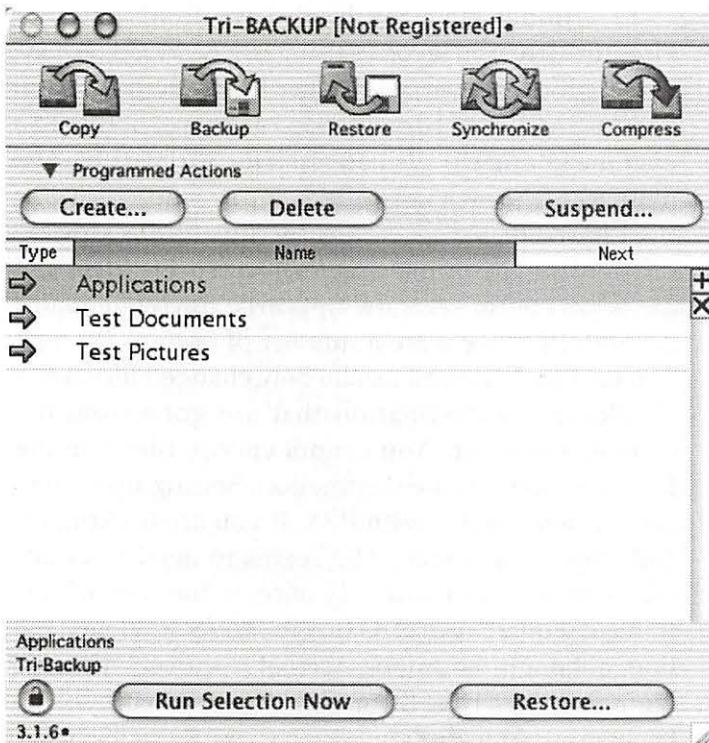 Tri-BACKUP [Not Registered]•
Copy Backup Restore Synchronize Compress
Programmed Actions
Create... Delete Suspend...
Type Name Next
Applications
Test Documents
Test Pictures
Applications
Tri-Backup
Run Selection Now Restore...
3.1.6•